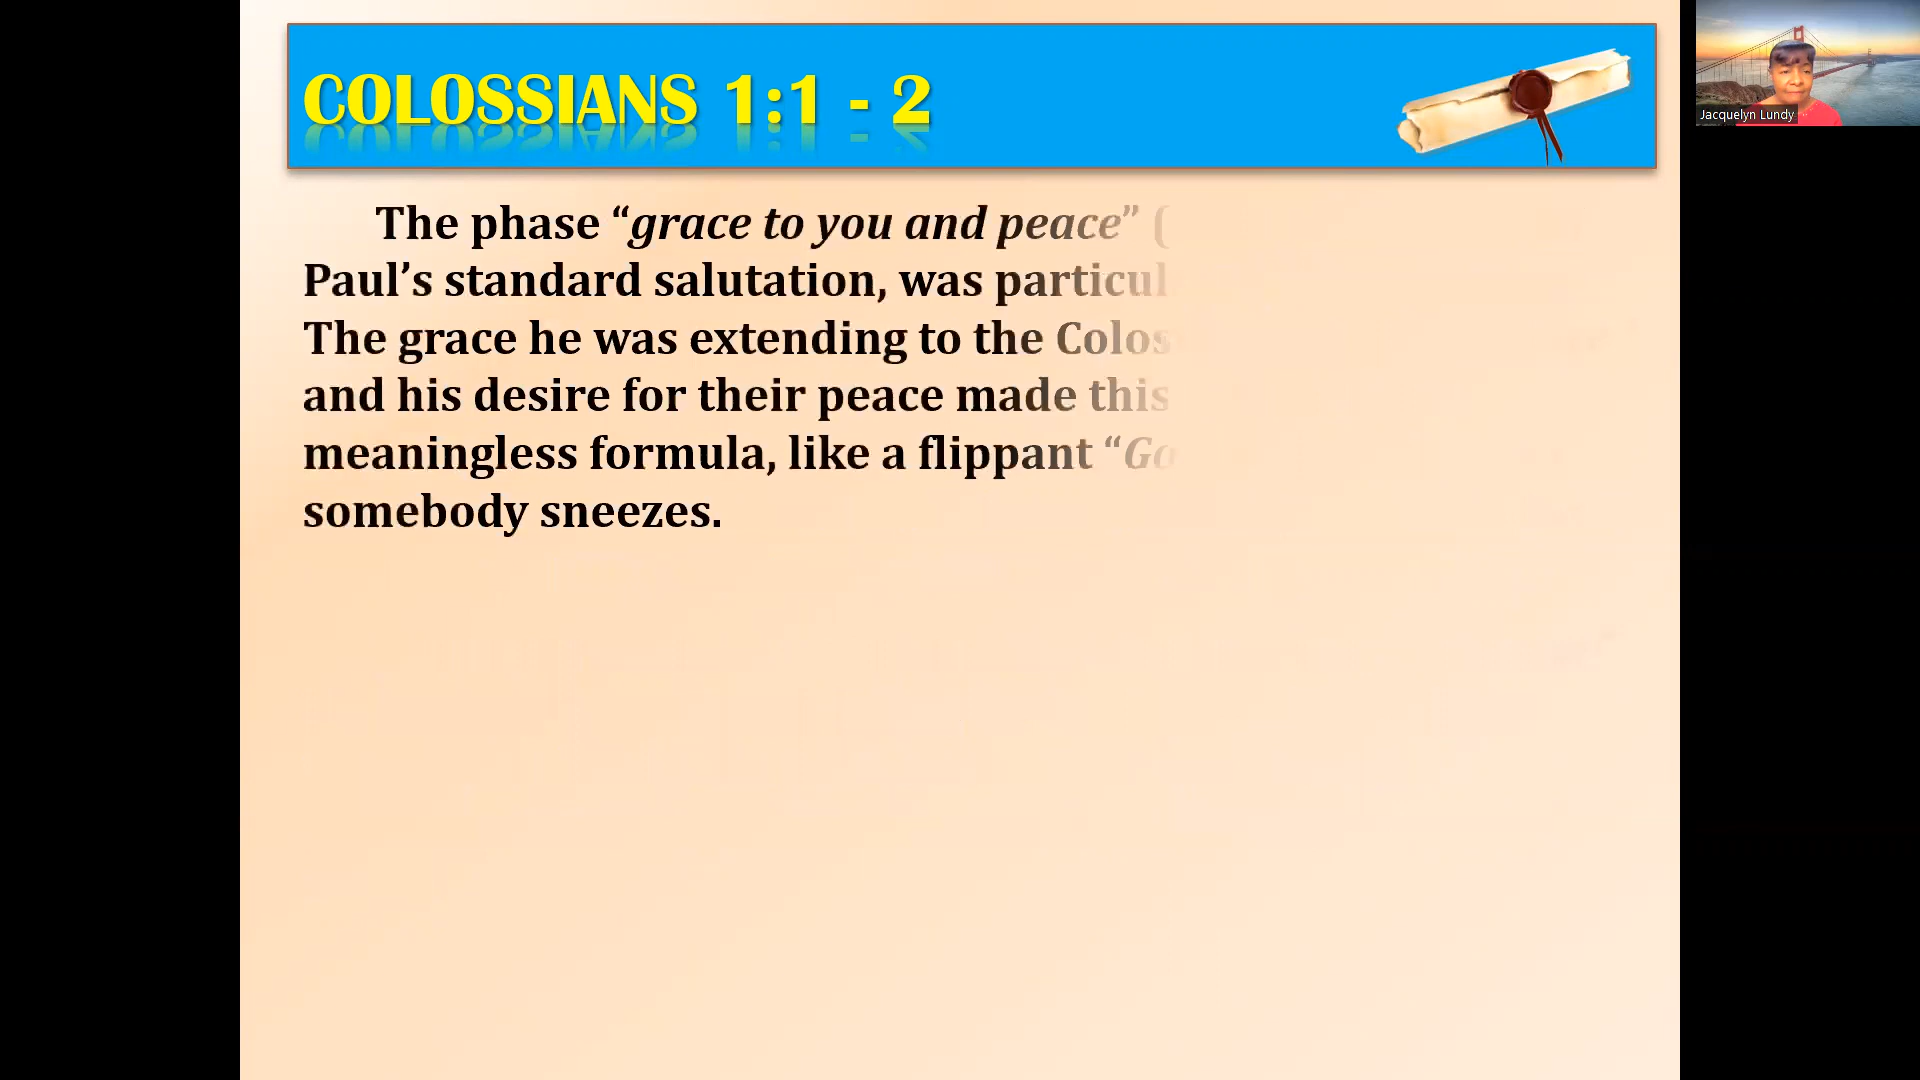 COLOSSIANS 1:1 - 2
Jacquelyn Lundy
The phase “grace to you and peace” (
Paul’s standard salutation, was
The grace he was extending to the
and his desire for their peace made this
meaningless formula, like a flippant “
somebody sneezes.